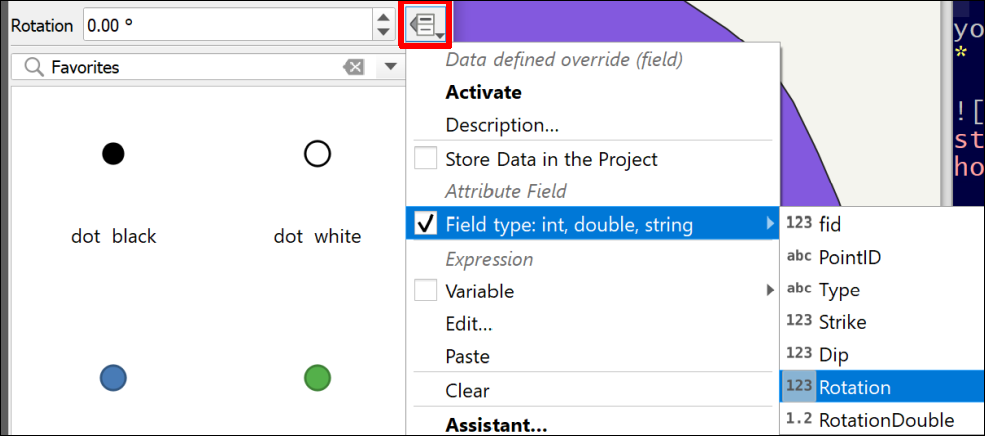 Rotation 0.00 °
Favorites
dot black
dot white
Data defined override (field)
Activate
Description...
Store Data in the Project
Attribute Field
Field type: int, double, string
Expression
Variable
Edit...
Paste
Clear
Assistant...
123 fid
abc PointID
abc Type
123 Strike
123 Dip
123 Rotation
1.2 RotationDouble
yo
*
![
st
ho